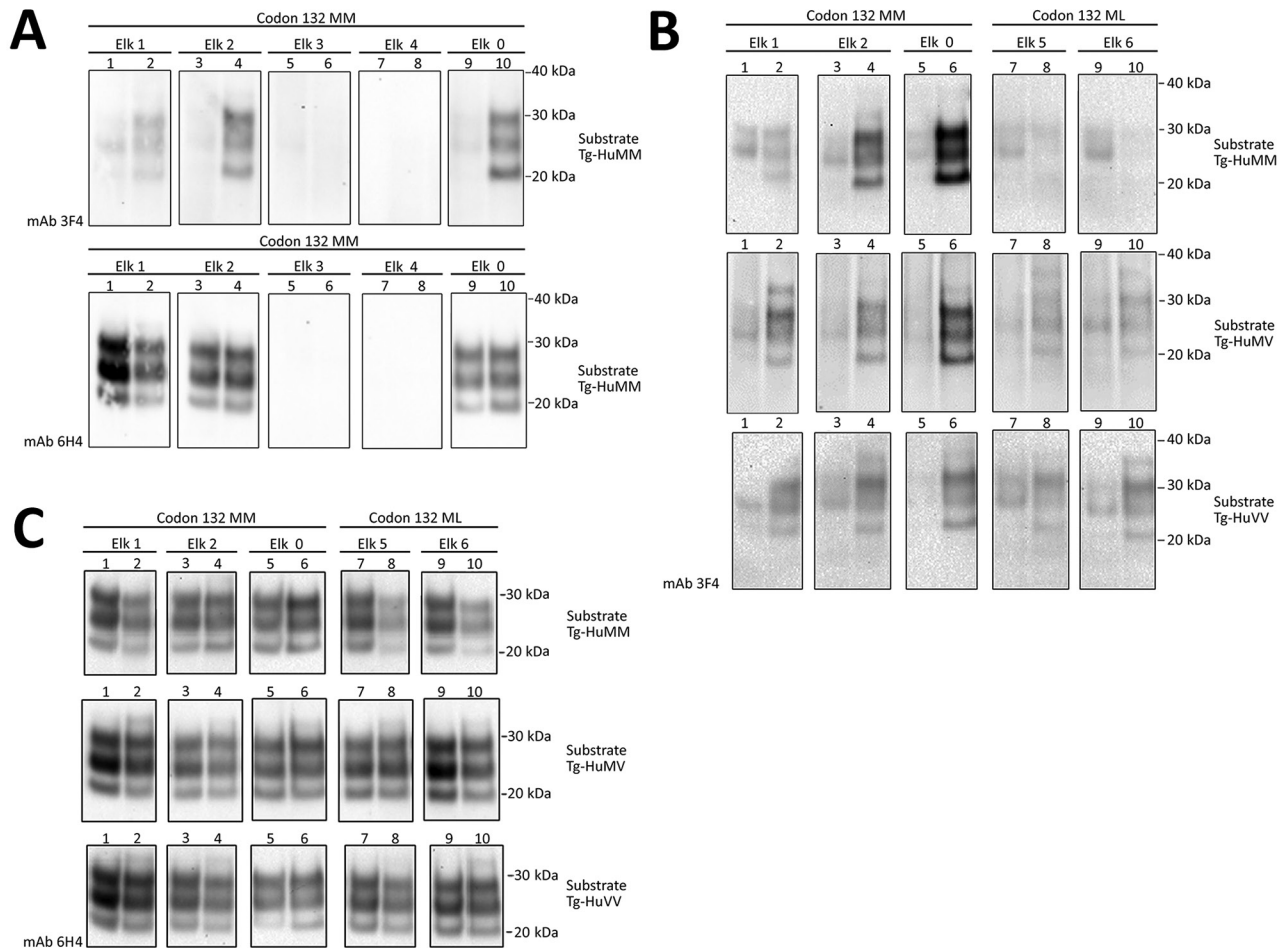 A
Codon 132 MM
Elk 1 Elk 2 Elk 3 Elk 4 Elk 0
1 2 3 4 5 6 7 8 9 10
40 kDa
30 kDa
Substrate
Tg-HuMM
20 kDa
mAb 3F4
Codon 132 MM
Elk 1 Elk 2 Elk 3 Elk 4 Elk 0
1 2 3 4 5 6 7 8 9 10
40 kDa
30 kDa
Substrate
Tg-HuMM
20 kDa
mAb 6H4
B
Codon 132 MM Codon 132 ML
Elk 1 Elk 2 Elk 0 Elk 5 Elk 6
1 2 3 4 5 6 7 8 9 10
40 kDa
30 kDa
Substrate
Tg-HuMM
20 kDa
1 2 3 4 5 6 7 8 9 10
40 kDa
30 kDa
Substrate
Tg-HuMV
20 kDa
1 2 3 4 5 6 7 8 9 10
40 kDa
30 kDa
Substrate
Tg-HuVV
20 kDa
mAb 3F4
C
Codon 132 MM Codon 132 ML
Elk 1 Elk 2 Elk 0 Elk 5 Elk 6
1 2 3 4 5 6 7 8 9 10
30 kDa
Substrate
Tg-HuMM
20 kDa
1 2 3 4 5 6 7 8 9 10
30 kDa
Substrate
Tg-HuMV
20 kDa
1 2 3 4 5 6 7 8 9 10
30 kDa
Substrate
Tg-HuVV
20 kDa
mAb 6H4